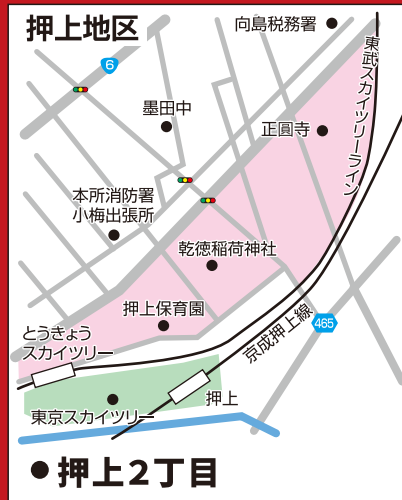 押上地区
向島税務署
6
東武スカイツリーライン
墨田中
正圓寺
本所消防署
小梅出張所
乾徳稲荷神社
押上保育園
とうきょう
スカイツリー
京成押上線
465
押上
東京スカイツリー
●押上2丁目